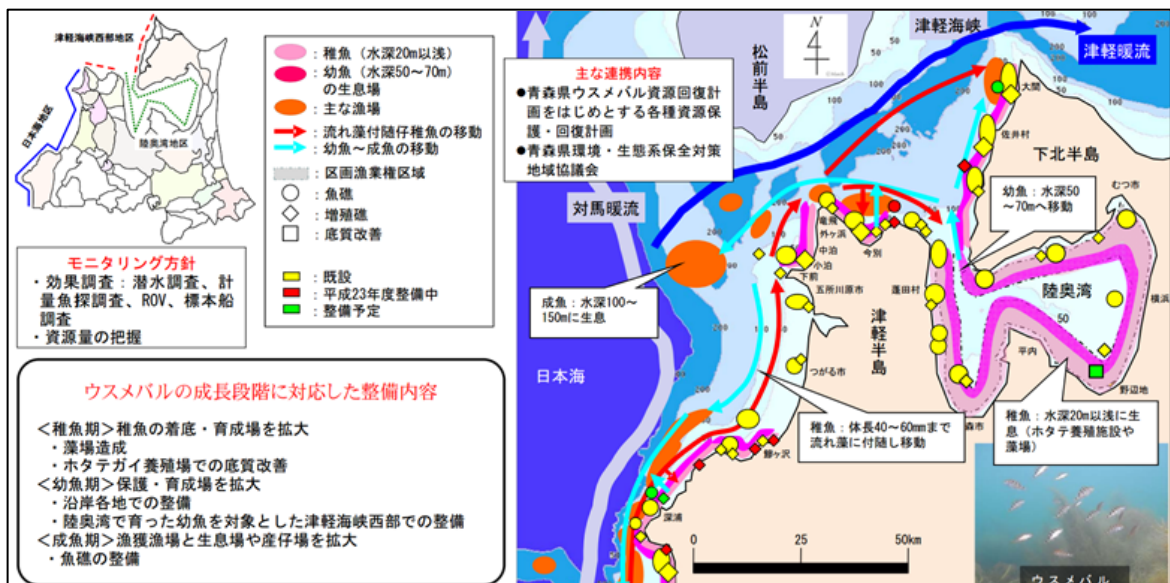 津軽海峡西部地区
日本海地区
陸奥湾地区
モニタリング方針
・効果調査：潜水調査、計
量魚探調査、ROV、標本船
調査
・資源量の把握
：稚魚（水深20m以浅）
：幼魚（水深50～70m）
の生息場
：主な漁場
：流れ藻付随仔稚魚の移動
：幼魚～成魚の移動
：区画漁業権区域
：魚礁
：増殖礁
：底質改善
：既設
：平成23年度整備中
：整備予定
ウスメバルの成長段階に対応した整備内容
＜稚魚期＞稚魚の着底・育成場を拡大
・藻場造成
・ホタテガイ養殖場での底質改善
＜幼魚期＞保護・育成場を拡大
・沿岸各地での整備
・陸奥湾で育った幼魚を対象とした津軽海峡西部での整備
＜成魚期＞漁獲漁場と生息場や産仔場を拡大
・魚礁の整備
主な連携内容
●青森県ウスメバル資源回復計
画をはじめとする各種資源保
護・回復計画
●青森県環境・生態系保全対策
地域協議会
松前半島
N
津軽海峡
津軽暖流
対馬暖流
大間
佐井村
下北半島
むつ市
幼魚：水深50
～70mへ移動
竜飛
外ヶ浜
中泊
小泊
下前
今別
五所川原市
蓬田村
陸奥湾
横浜
50
成魚：水深100～
150mに生息
津軽半島
平内
野辺地
日本海
つがる市
稚魚：体長40～60mmまで
流れ藻に付随し移動
稚魚：水深20m以浅に生
息（ホタテ養殖施設や
藻場）
森市
鰺ヶ沢
深浦
0
25
50km
ウスメバル